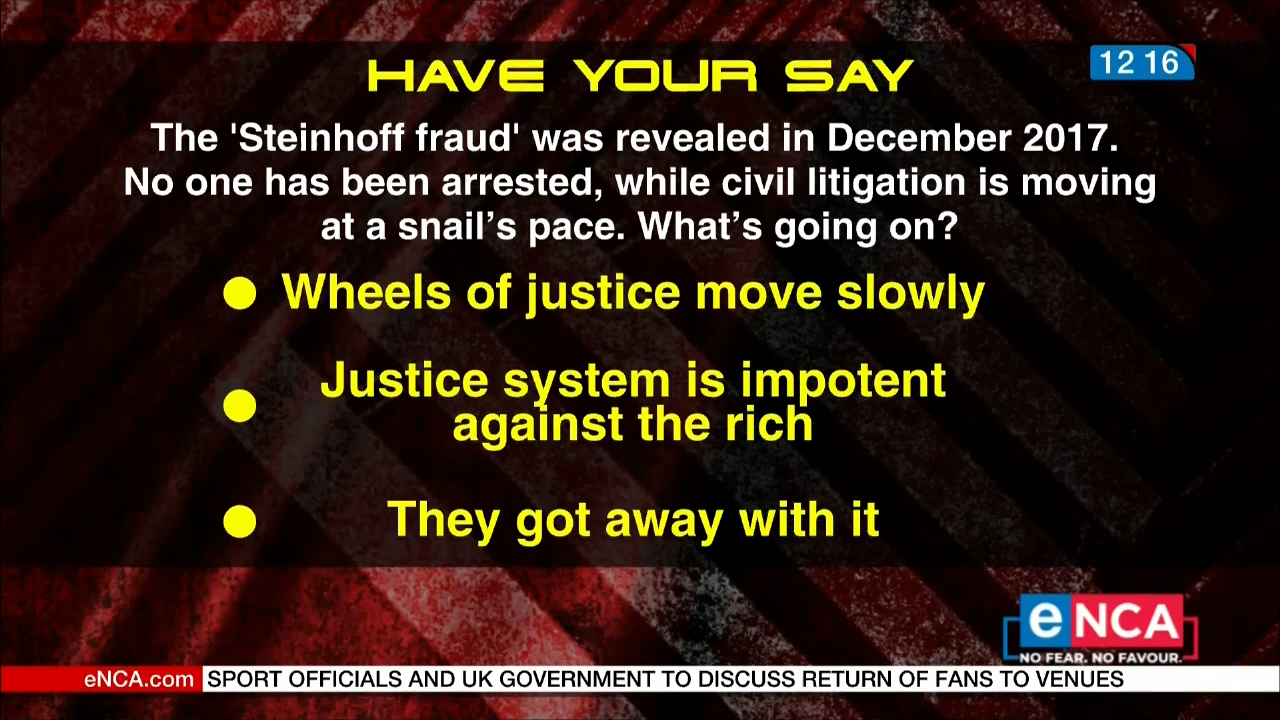 HAVE YOUR SAY
12 16
The 'Steinhoff fraud' was revealed in December 2017.
No one has been arrested, while civil litigation is moving
at a snail’s pace. What’s going on?
● Wheels of justice move slowly
● Justice system is impotent
against the rich
● They got away with it
eNCA
NO FEAR. NO FAVOUR.
eNCA.com SPORT OFFICIALS AND UK GOVERNMENT TO DISCUSS RETURN OF FANS TO VENUES